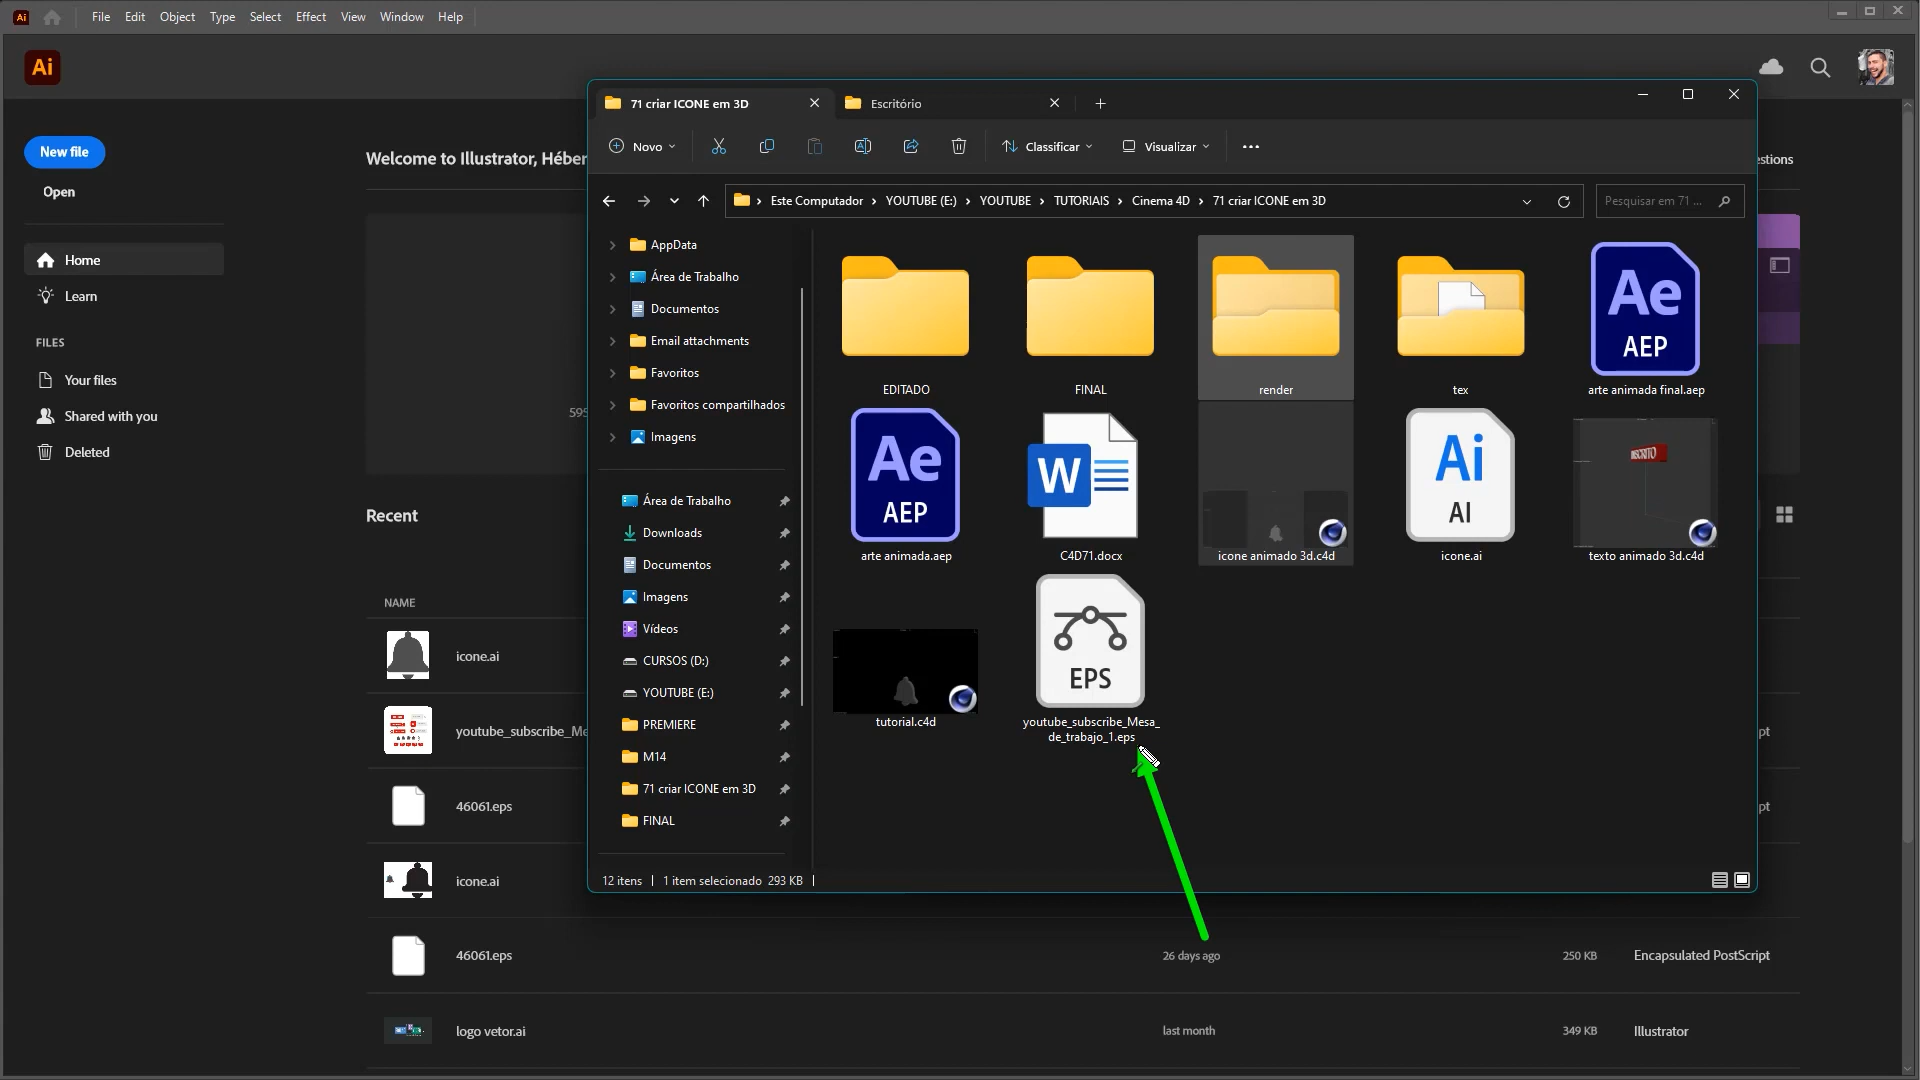 Ai
File Edit Object Type Select Effect View Window Help
Ai
New file
Open
Home
Learn
FILES
Your files
Shared with you
Deleted
Welcome to Illustrator, Héber
estions
595
Recent
NAME
icone.ai
youtube_subscribe_Me
pt
46061.eps
pt
icone.ai
46061.eps 26 days ago 250 KB Encapsulated PostScript
logo vetor.ai last month 349 KB Illustrator
71 criar ICONE em 3D
Escritório
Novo
Classificar
Visualizar
Este Computador > YOUTUBE (E:) > YOUTUBE > TUTORIAIS > Cinema 4D > 71 criar ICONE em 3D
Pesquisar em 71 ...
AppData
Área de Trabalho
Documentos
Email attachments
Favoritos
Favoritos compartilhados
Imagens
Área de Trabalho
Downloads
Documentos
Imagens
Vídeos
CURSOS (D:)
YOUTUBE (E:)
PREMIERE
M14
71 criar ICONE em 3D
FINAL
Ae
AEP
EDITADO
FINAL
render
tex
arte animada final.aep
Ae
AEP
W
Ai
AI
INSCRITO
arte animada.aep
C4D71.docx
icone animado 3d.c4d
icone.ai
texto animado 3d.c4d
EPS
tutorial.c4d
youtube_subscribe_Mesa_
de_trabajo_1.eps
12 itens | 1 item selecionado 293 KB |